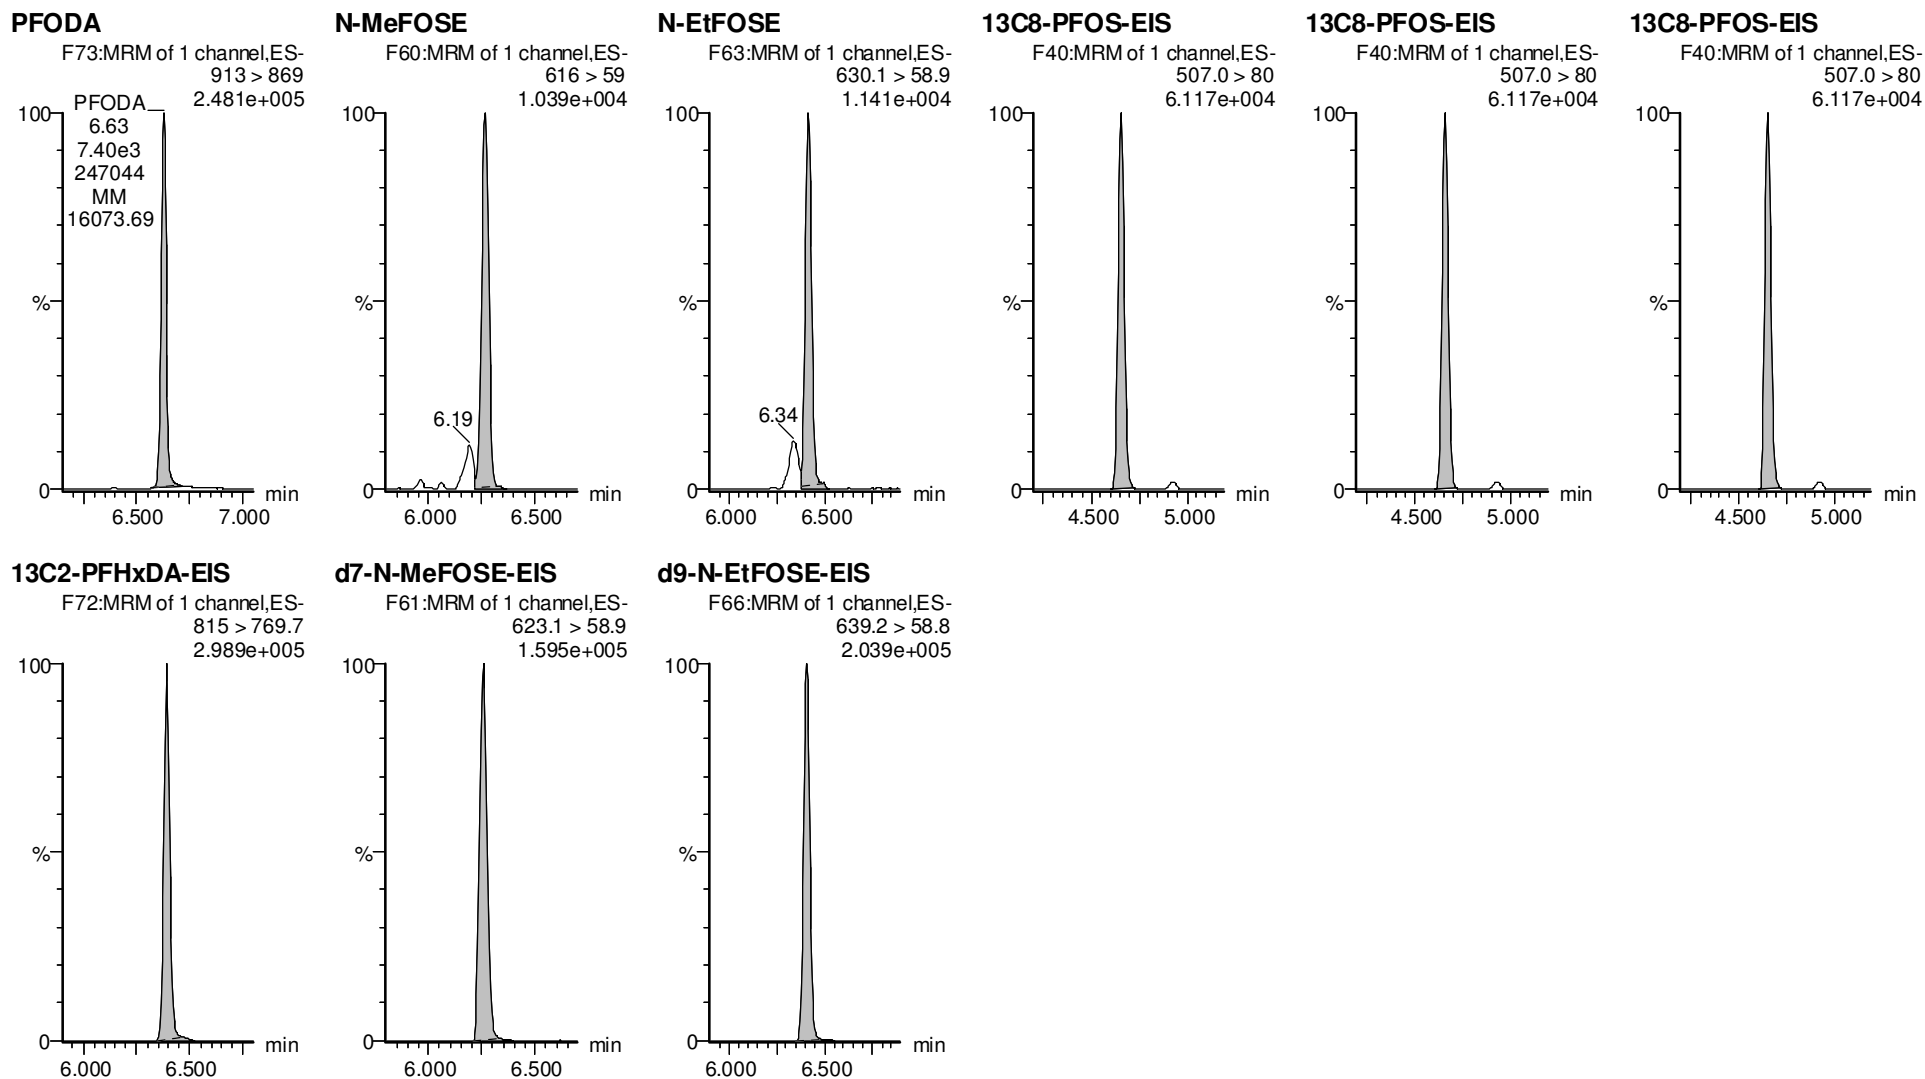 PFODA
F73:MRM of 1 channel,ES-
913 > 869
2.481e+005
PFODA
6.63
7.40e3
247044
MM
16073.69
100
%
0
6.500 7.000
min
N-MeFOSE
F60:MRM of 1 channel,ES-
616 > 59
1.039e+004
100
%
6.19
0
6.000 6.500
min
N-EtFOSE
F63:MRM of 1 channel,ES-
630.1 > 58.9
1.141e+004
100
%
6.34
0
6.000 6.500
min
13C8-PFOS-EIS
F40:MRM of 1 channel,ES-
507.0 > 80
6.117e+004
100
%
0
4.500 5.000
min
13C8-PFOS-EIS
F40:MRM of 1 channel,ES-
507.0 > 80
6.117e+004
100
%
0
4.500 5.000
min
13C8-PFOS-EIS
F40:MRM of 1 channel,ES-
507.0 > 80
6.117e+004
100
%
0
4.500 5.000
min
13C2-PFHxDA-EIS
F72:MRM of 1 channel,ES-
815 > 769.7
2.989e+005
100
%
0
6.000 6.500
min
d7-N-MeFOSE-EIS
F61:MRM of 1 channel,ES-
623.1 > 58.9
1.595e+005
100
%
0
6.000 6.500
min
d9-N-EtFOSE-EIS
F66:MRM of 1 channel,ES-
639.2 > 58.8
2.039e+005
100
%
0
6.000 6.500
min